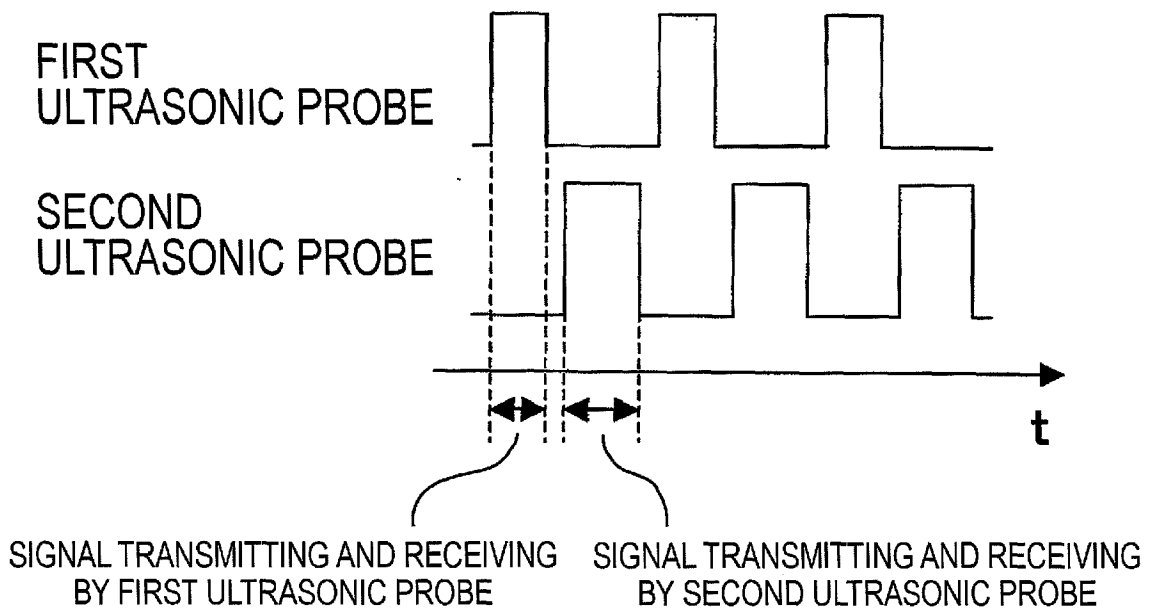 FIRST
ULTRASONIC PROBE
SECOND
ULTRASONIC PROBE
t
SIGNAL TRANSMITTING AND RECEIVING
BY FIRST ULTRASONIC PROBE
SIGNAL TRANSMITTING AND RECEIVING
BY SECOND ULTRASONIC PROBE